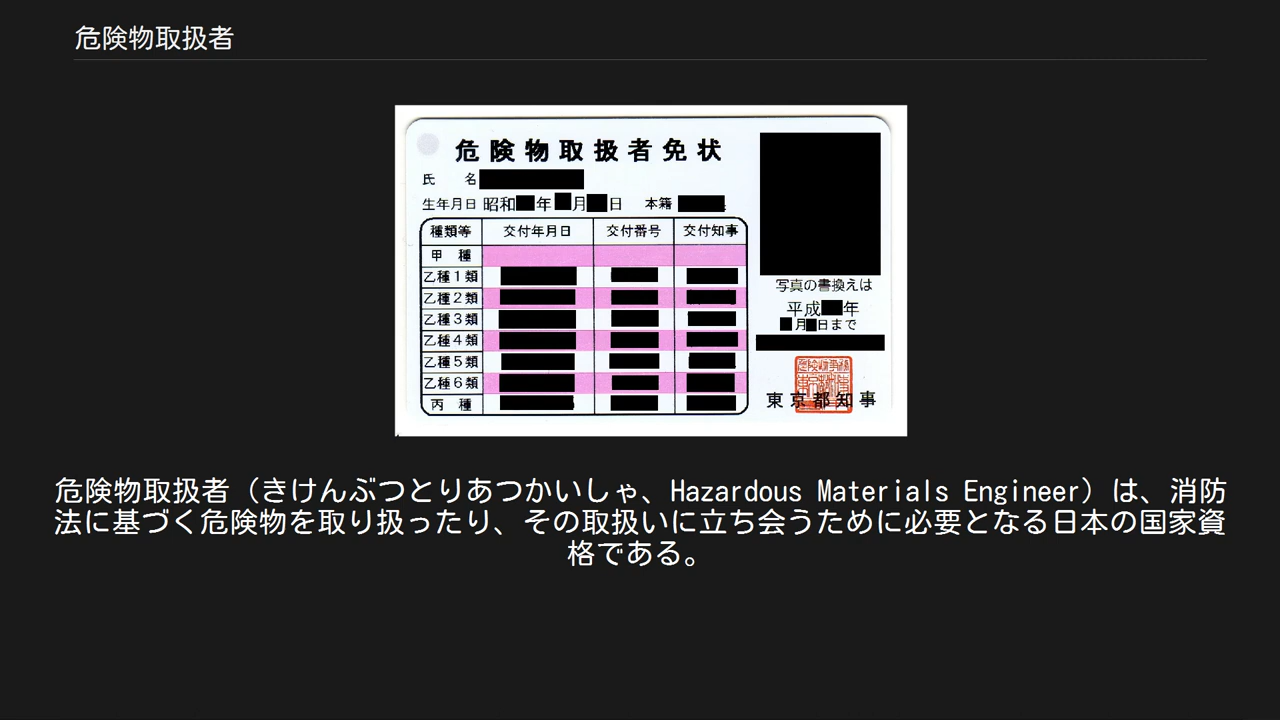 危険物取扱者
危険物取扱者免状
氏 名
生年月日 昭和 年 月 日 本籍
種類等 交付年月日 交付番号 交付知事
甲 種
乙種1類
乙種2類
乙種3類
乙種4類
乙種5類
乙種6類
丙 種
写真の書換えは
平成 年
月 日まで
東京都知事
危険物取扱者（きけんぶつとりあつかいしゃ、Hazardous Materials Engineer）は、消防
法に基づく危険物を取り扱ったり、その取扱いに立ち会うために必要となる日本の国家資
格である。